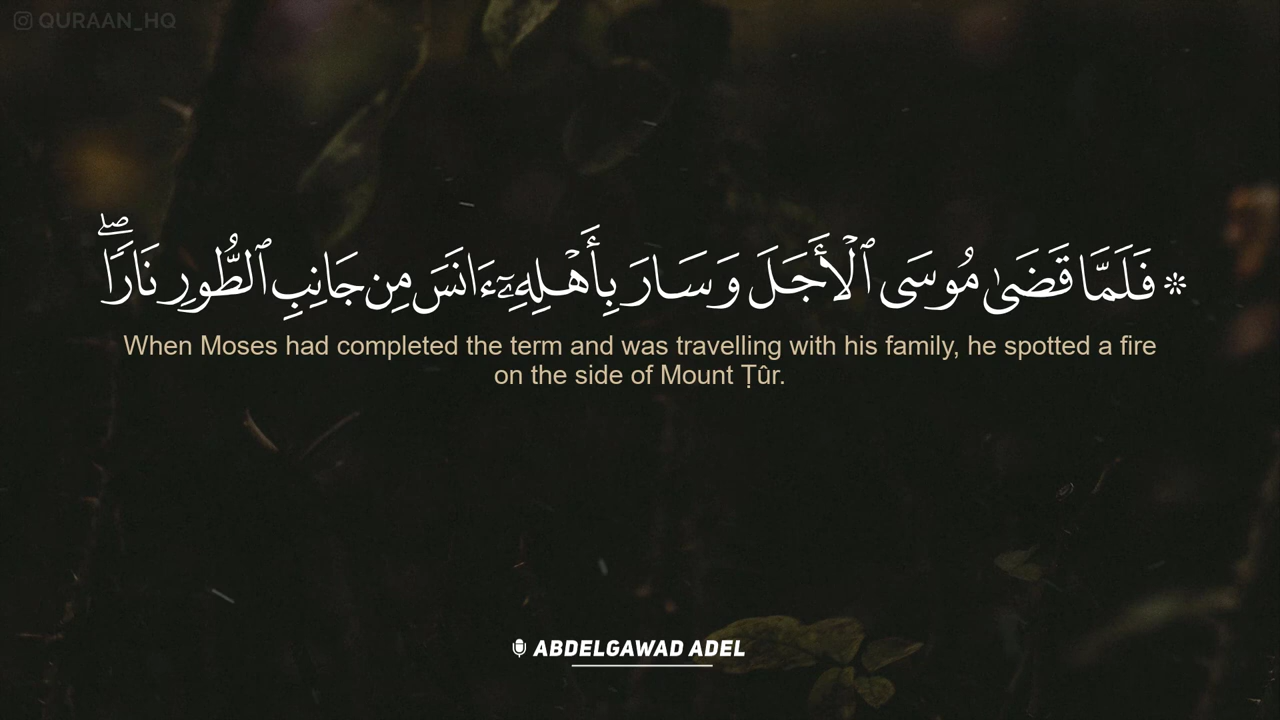 QURAAN_HQ
۞ فَلَمَّا قَضَىٰ مُوسَى ٱلْأَجَلَ وَسَارَ بِأَهْلِهِۦٓ ءَانَسَ مِن جَانِبِ ٱلطُّورِ نَارًا ۖ
When Moses had completed the term and was travelling with his family, he spotted a fire
on the side of Mount Ṭûr.
ABDELGAWAD ADEL